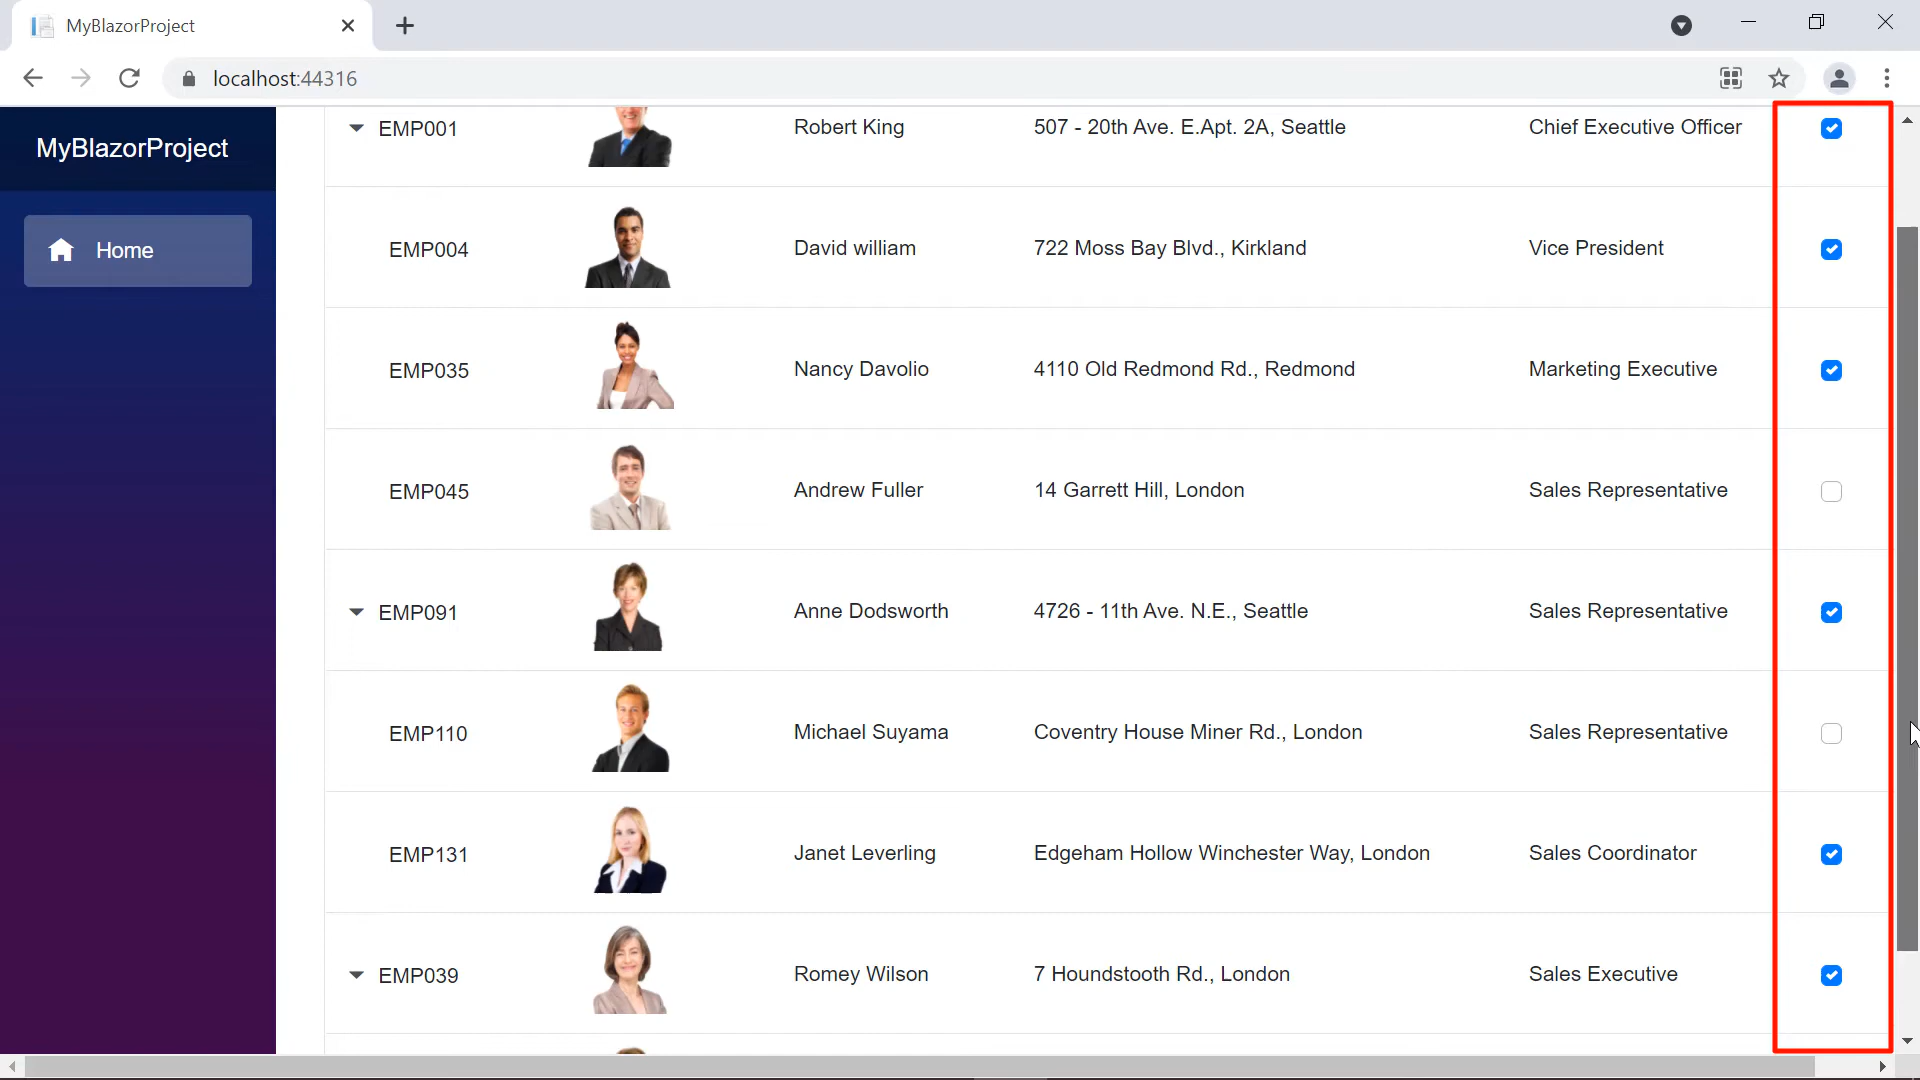 MyBlazorProject
localhost:44316
MyBlazorProject
Home
EMP001 Robert King 507 - 20th Ave. E.Apt. 2A, Seattle Chief Executive Officer
EMP004 David william 722 Moss Bay Blvd., Kirkland Vice President
EMP035 Nancy Davolio 4110 Old Redmond Rd., Redmond Marketing Executive
EMP045 Andrew Fuller 14 Garrett Hill, London Sales Representative
EMP091 Anne Dodsworth 4726 - 11th Ave. N.E., Seattle Sales Representative
EMP110 Michael Suyama Coventry House Miner Rd., London Sales Representative
EMP131 Janet Leverling Edgeham Hollow Winchester Way, London Sales Coordinator
EMP039 Romey Wilson 7 Houndstooth Rd., London Sales Executive